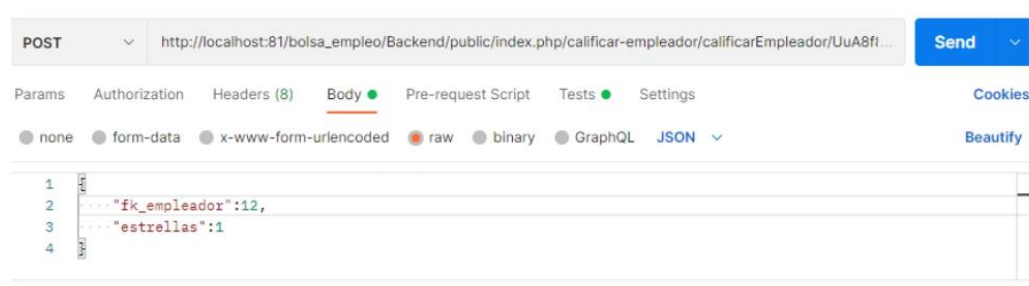 POST http://localhost:81/bolsa_empleo/Backend/public/index.php/calificar-empleador/calificarEmpleador/UuA8f(... Send
Params Authorization Headers (8) Body Pre-request Script Tests Settings Cookies
none form-data x-www-form-urlencoded raw binary GraphQL JSON Beautify
1 {
2 "fk_empleador":12,
3 "estrellas":1
4 }